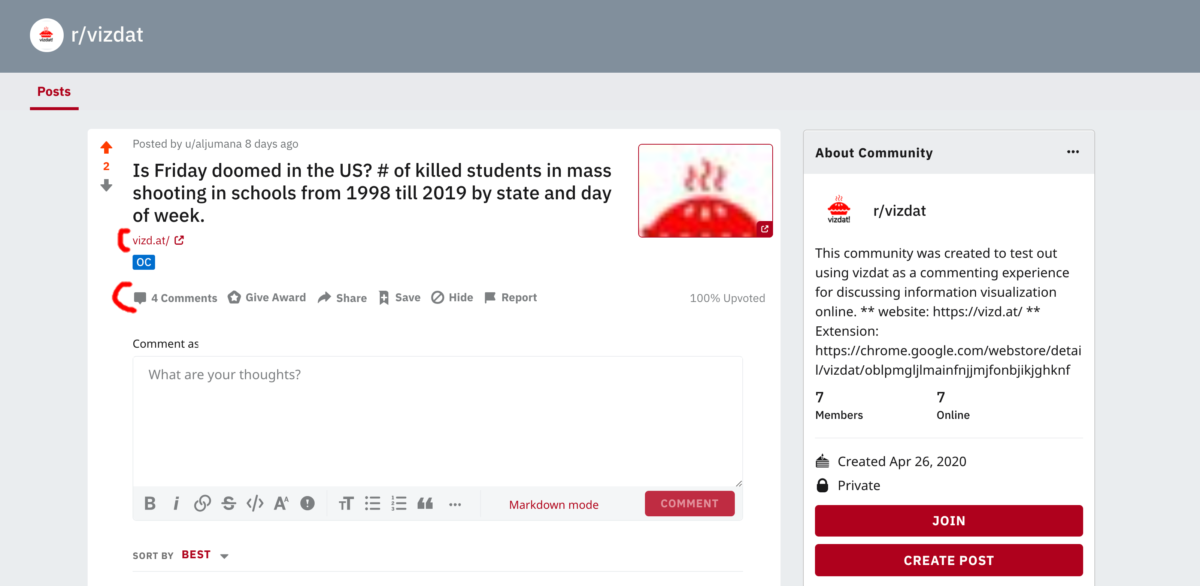 r/vizdat
Posts
Posted by u/aljumana 8 days ago
2
Is Friday doomed in the US? # of killed students in mass
shooting in schools from 1998 till 2019 by state and day
of week.
vizd.at/
OC
4 Comments Give Award Share Save Hide Report 100% Upvoted
Comment as
What are your thoughts?
B i S </> A^ T
Markdown mode COMMENT
SORT BY BEST
About Community
vizdat!
r/vizdat
This community was created to test out
using vizdat as a commenting experience
for discussing information visualization
online. ** website: https://vizd.at/ **
Extension:
https://chrome.google.com/webstore/detai
l/vizdat/oblpmgljlmainfnjjmjfonbjikjghknf
7 7
Members Online
Created Apr 26, 2020
Private
JOIN
CREATE POST